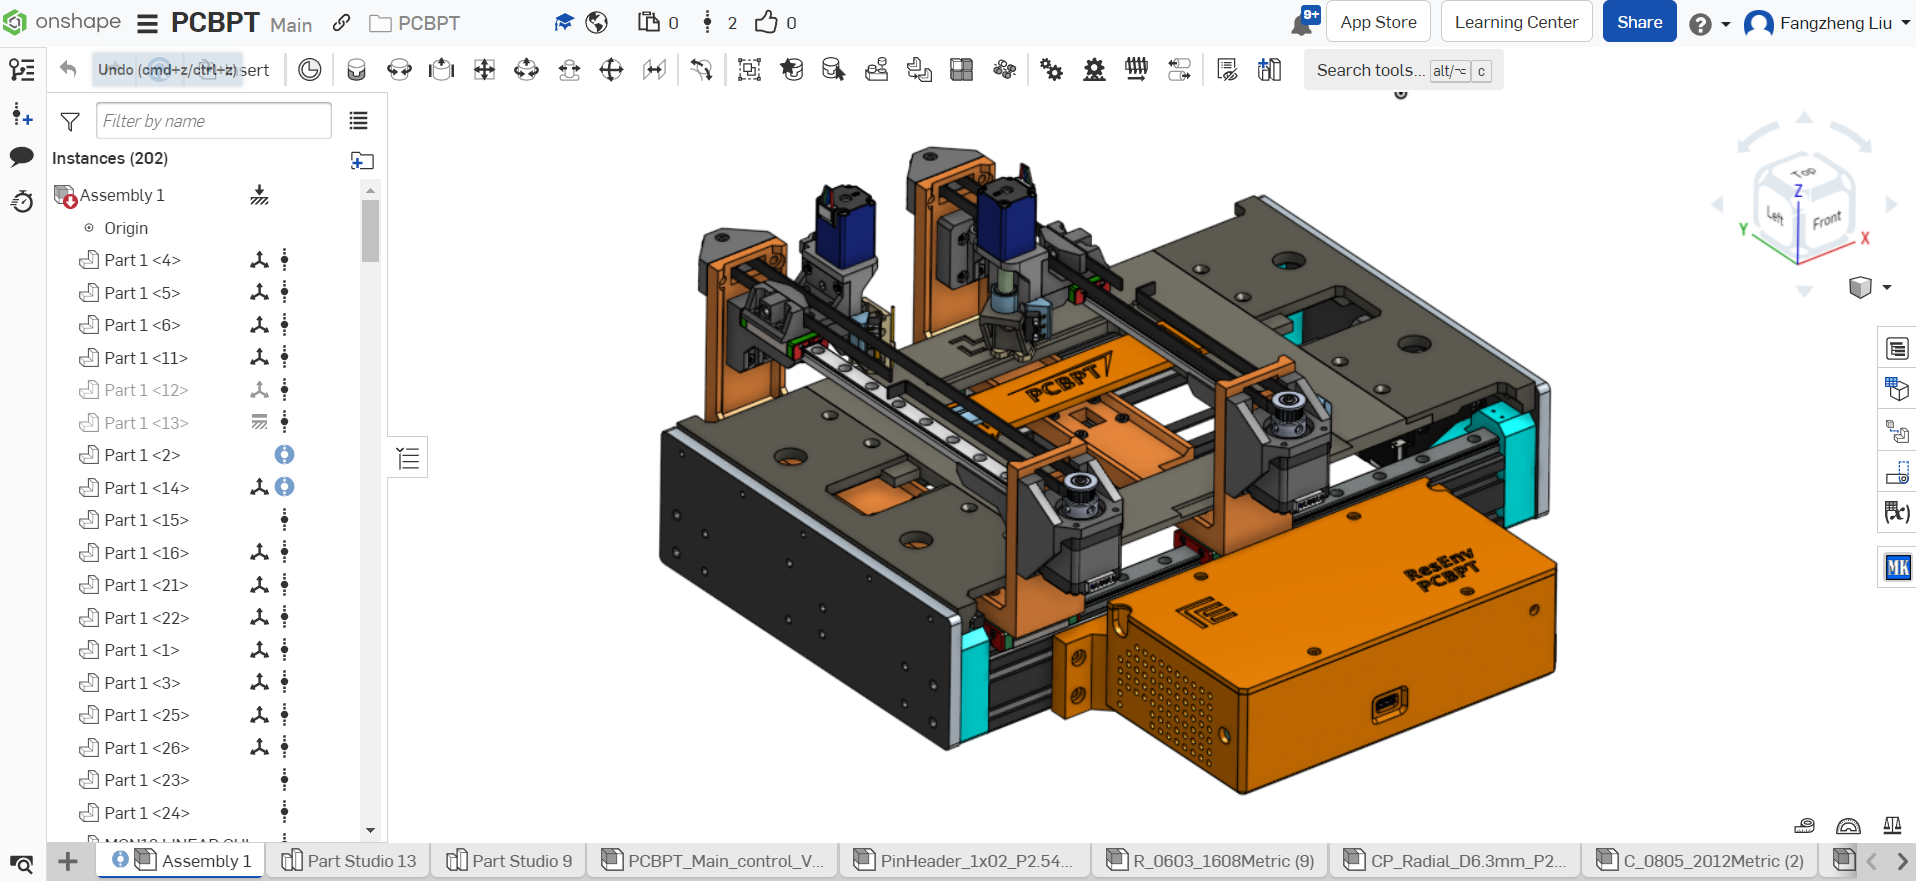 onshape PCBPT Main PCBPT 0 2 0 9+ App Store Learning Center Share Fangzheng Liu
Undo (cmd+z/ctrl+z) sert Search tools... alt/⌥ c
Filter by name
Instances (202)
Assembly 1
Origin
Part 1 <4>
Part 1 <5>
Part 1 <6>
Part 1 <11>
Part 1 <12>
Part 1 <13>
Part 1 <2>
Part 1 <14>
Part 1 <15>
Part 1 <16>
Part 1 <21>
Part 1 <22>
Part 1 <1>
Part 1 <3>
Part 1 <25>
Part 1 <26>
Part 1 <23>
Part 1 <24>
PCBPT
ResEnv
PCBPT
Top
Z
Left Front
Y X
MK
Assembly 1 Part Studio 13 Part Studio 9 PCBPT_Main_control_V... PinHeader_1x02_P2.54... R_0603_1608Metric (9) CP_Radial_D6.3mm_P2... C_0805_2012Metric (2)